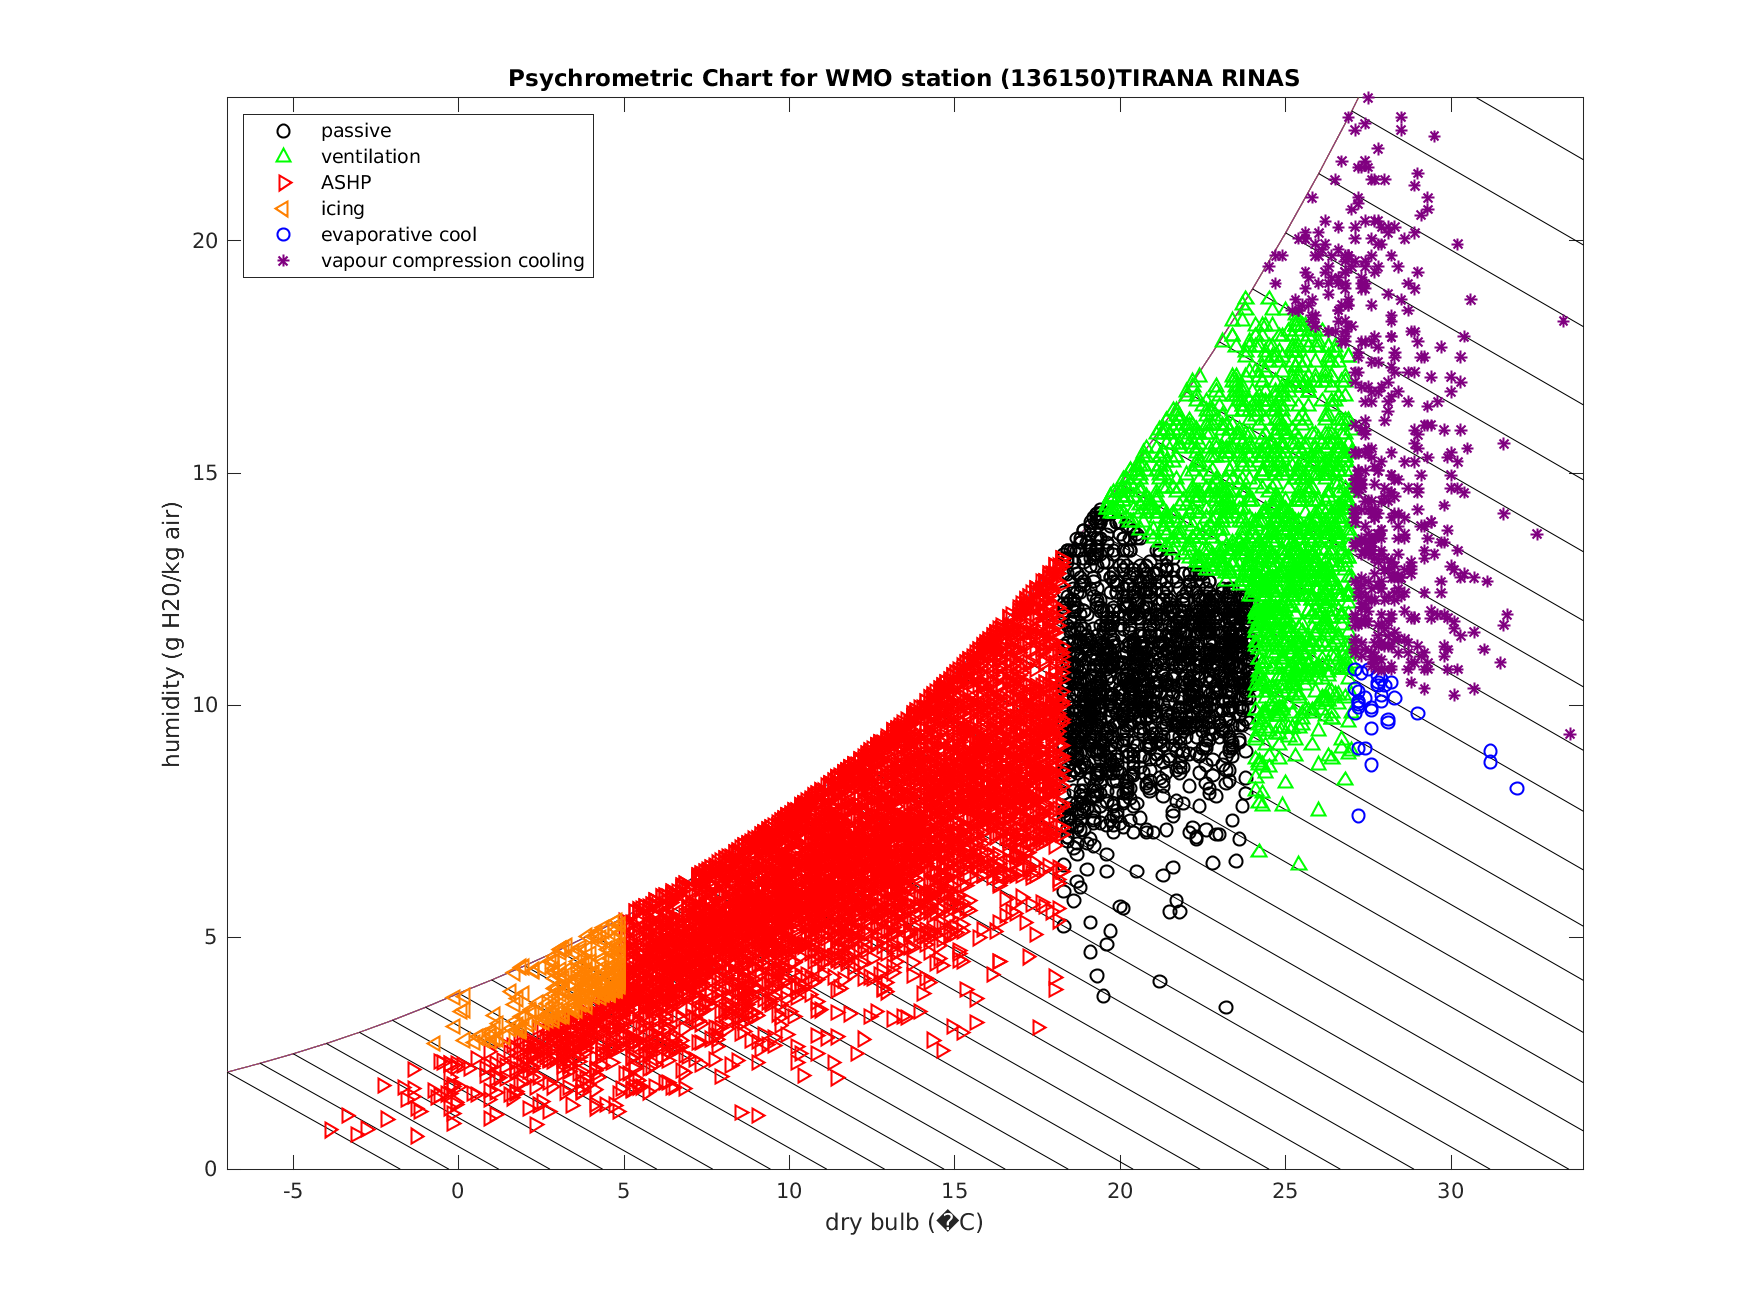 Psychrometric Chart for WMO station (136150)TIRANA RINAS
passive
ventilation
ASHP
icing
evaporative cool
vapour compression cooling
humidity (g H20/kg air)
20
15
10
5
0
-5
0
5
10
15
20
25
30
dry bulb (�C)